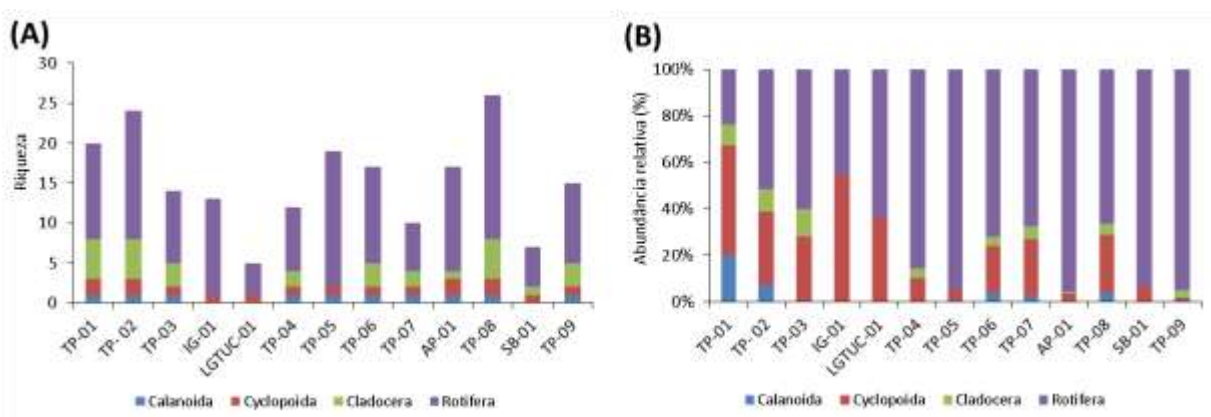 (A)
Riqueza
30
25
20
15
10
5
0
TP-01
TP- 02
TP-03
IG-01
LGTUC-01
TP-04
TP-05
TP-06
TP-07
AP-01
TP-08
SB-01
TP-09
Calanoida Cyclopoida Cladocera Rotifera
(B)
Abundância relativa (%)
100%
80%
60%
40%
20%
0%
TP-01
TP- 02
TP-03
IG-01
LGTUC-01
TP-04
TP-05
TP-06
TP-07
AP-01
TP-08
SB-01
TP-09
Calanoida Cyclopoida Cladocera Rotifera